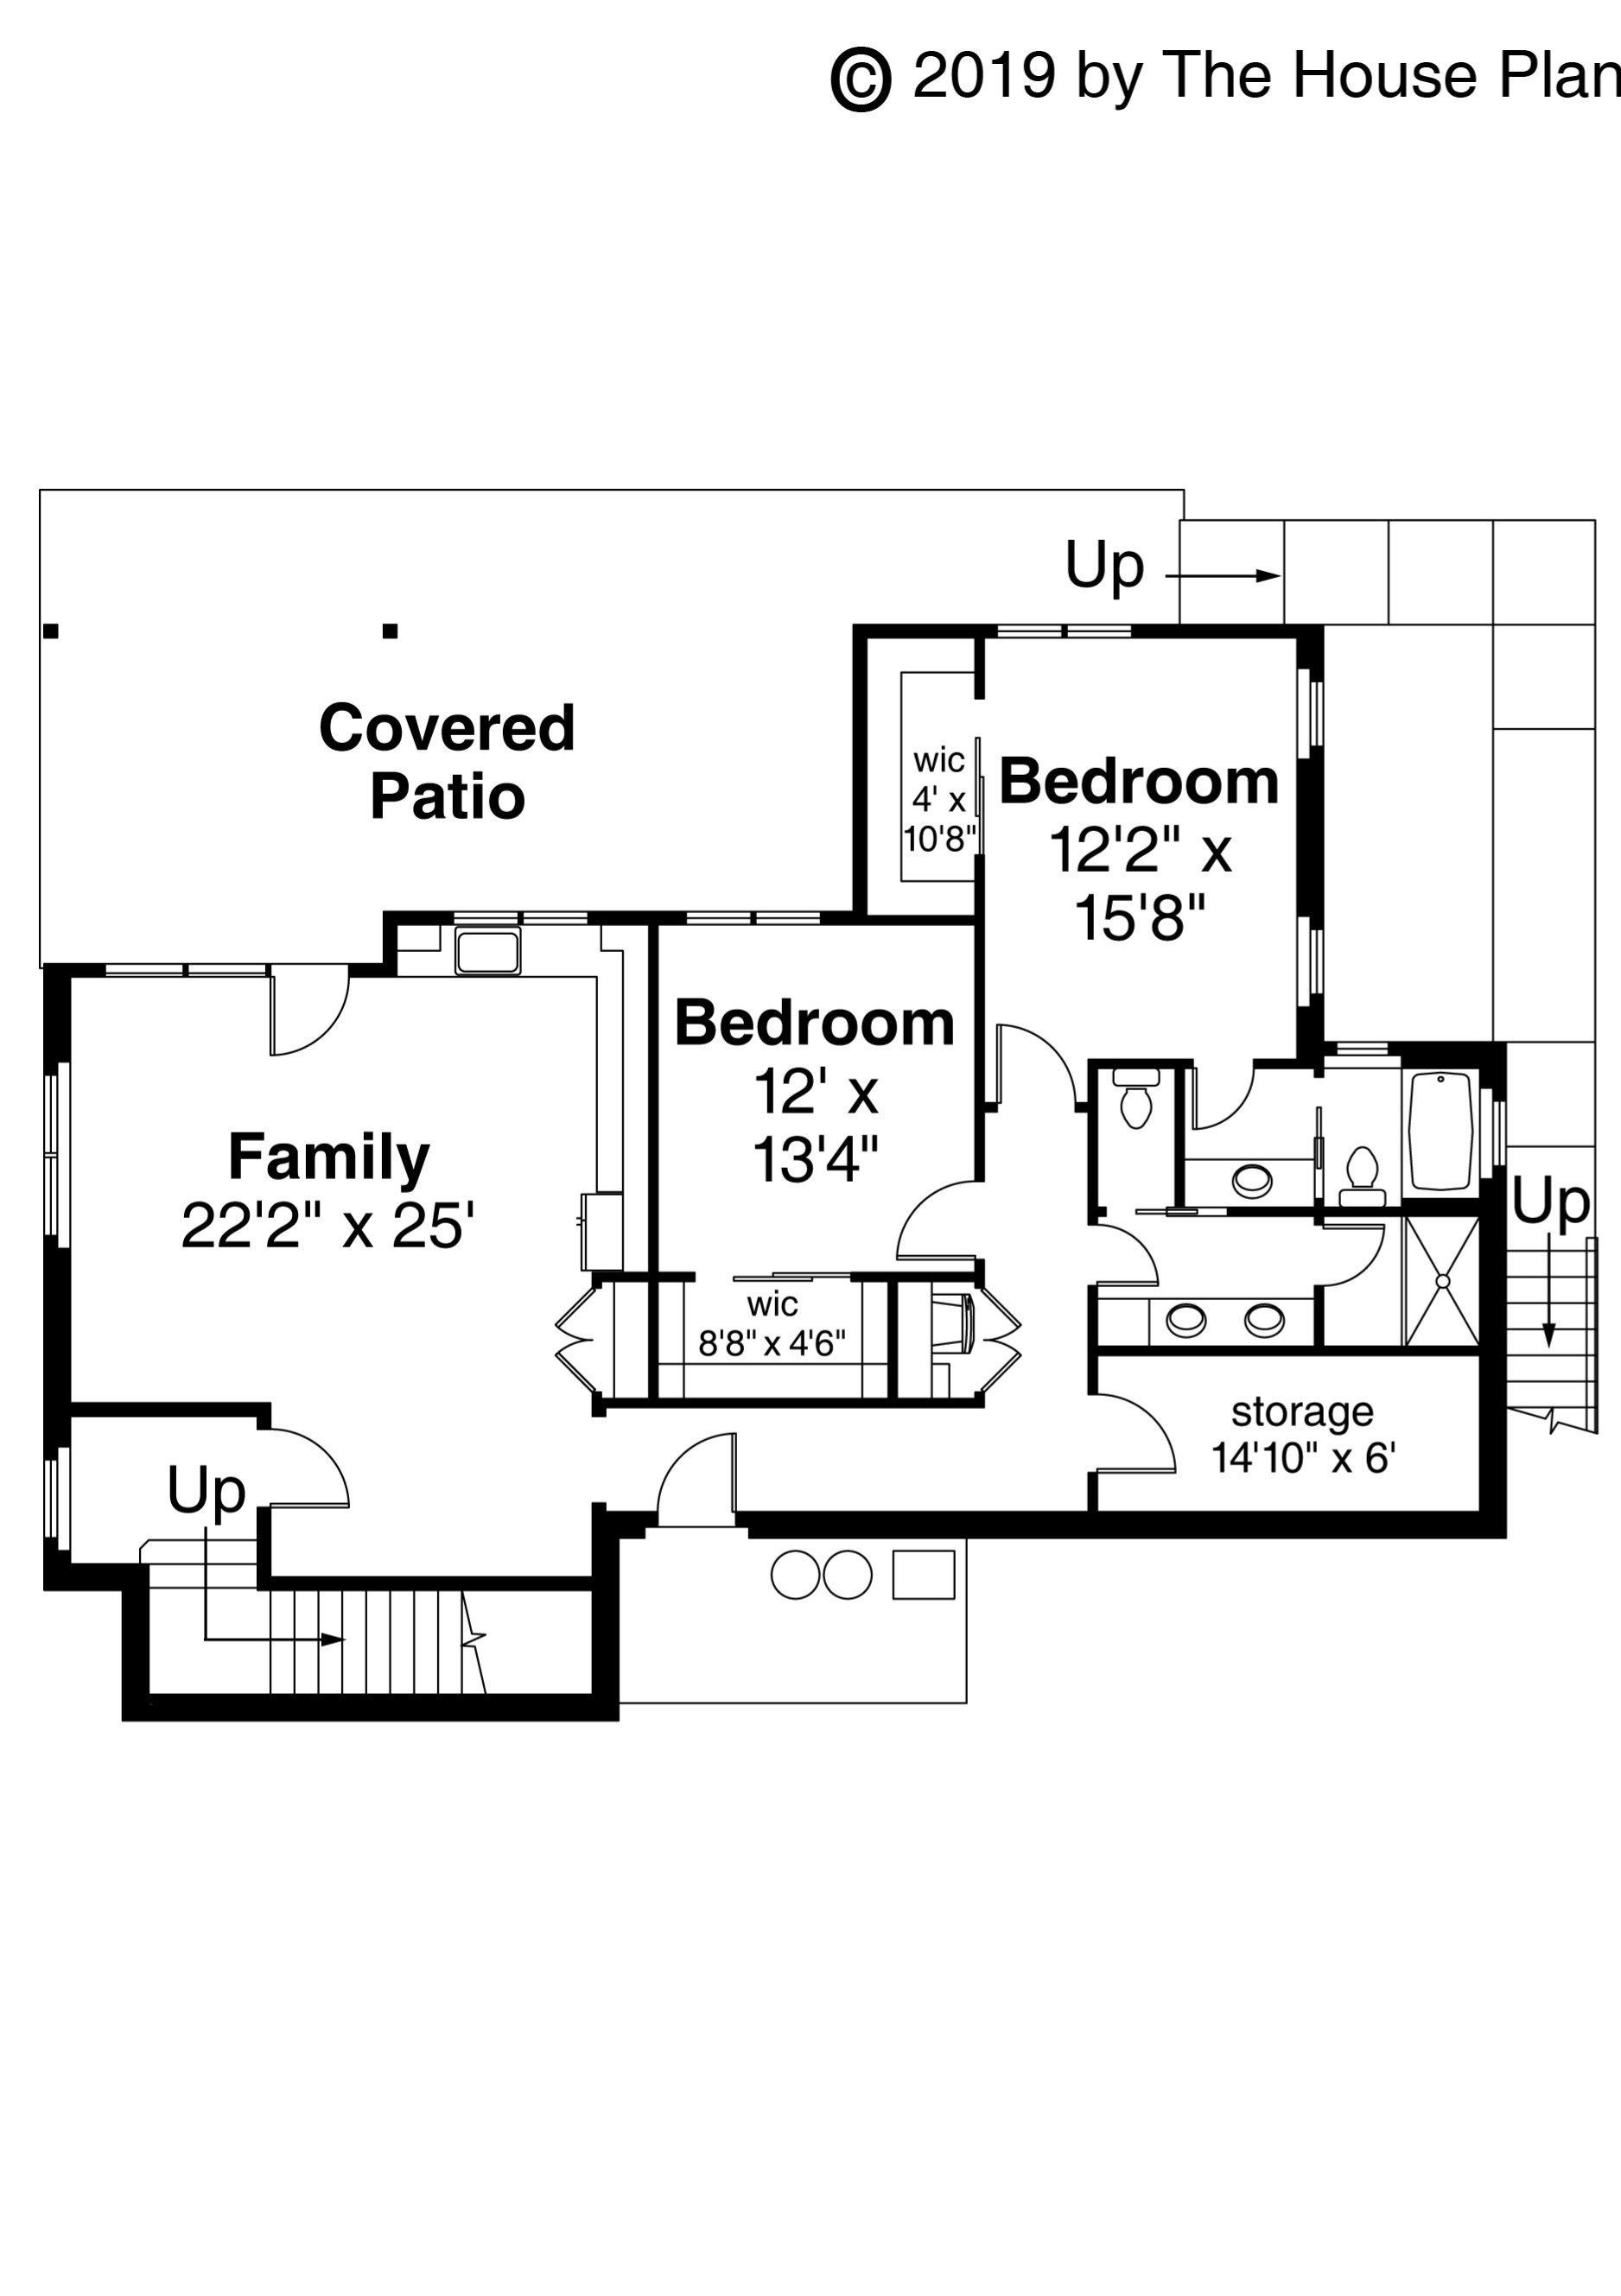 © 2019 by The House Plan
Up
Covered
Patio
wic
4' x
10'8"
Bedroom
12'2" x
15'8"
Bedroom
12' x
13'4"
Family
22'2" x 25'
Up
wic
8'8" x 4'6"
storage
14'10" x 6'
Up